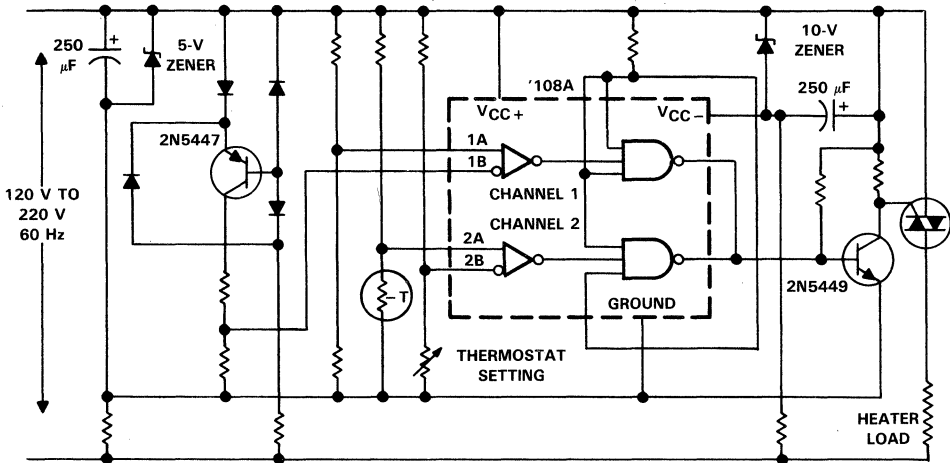 250
μF
+
5-V
ZENER
2N5447
120 V TO
220 V
60 Hz
'108A
VCC+
VCC−
1A
1B
CHANNEL 1
CHANNEL 2
2A
2B
GROUND
−T
THERMOSTAT
SETTING
10-V
ZENER
250 μF
+
2N5449
HEATER
LOAD